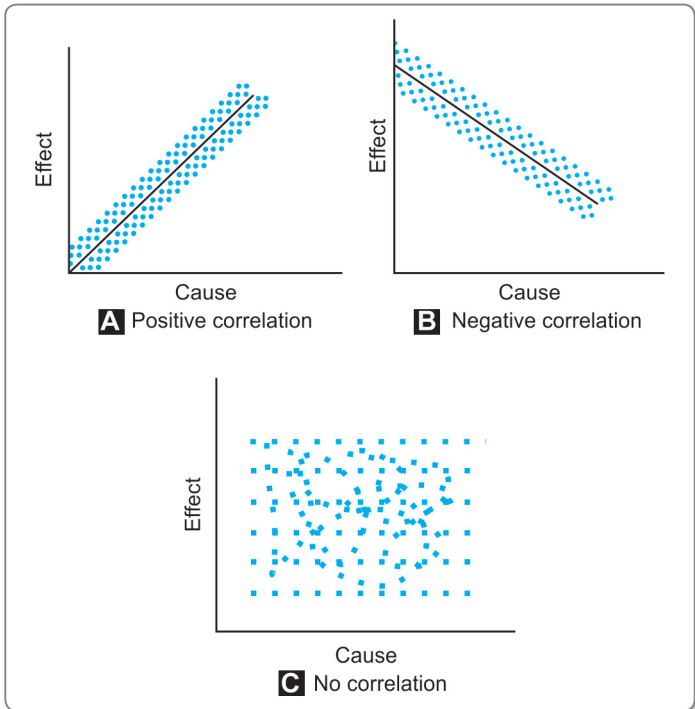 Effect
Cause
A Positive correlation
Effect
Cause
B Negative correlation
Effect
Cause
C No correlation